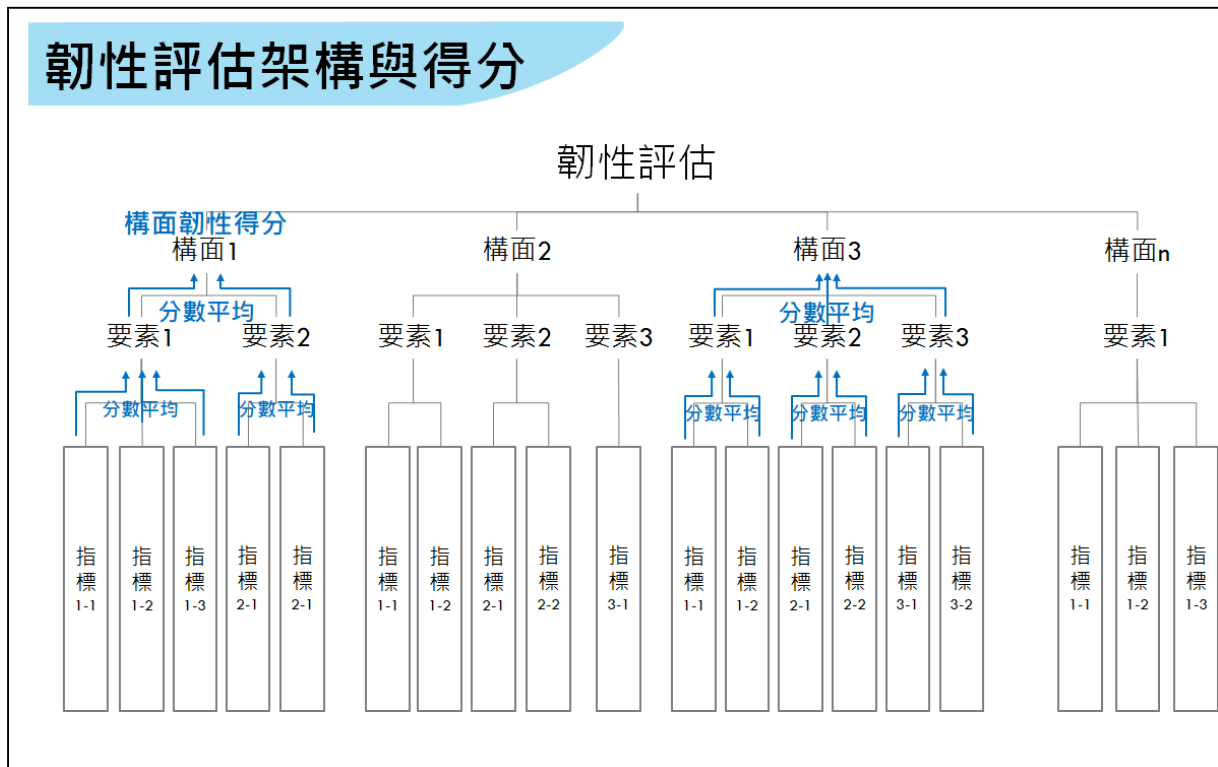 韌性評估架構與得分
韌性評估
構面韌性得分
構面1 構面2 構面3 構面n
分數平均 分數平均
要素1 要素2 要素1 要素2 要素3 要素1 要素2 要素3 要素1
分數平均 分數平均 分數平均 分數平均 分數平均
指標1-1
指標1-2
指標1-3
指標2-1
指標2-1
指標1-1
指標1-2
指標2-1
指標2-2
指標3-1
指標1-1
指標1-2
指標2-1
指標2-2
指標3-1
指標3-2
指標1-1
指標1-2
指標1-3